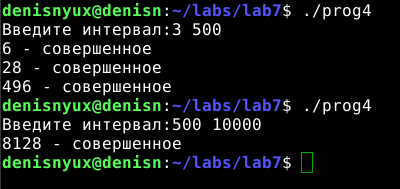 denisnyux@denisn:~/labs/lab7$ ./prog4
Введите интервал:3 500
6 - совершенное
28 - совершенное
496 - совершенное
denisnyux@denisn:~/labs/lab7$ ./prog4
Введите интервал:500 10000
8128 - совершенное
denisnyux@denisn:~/labs/lab7$